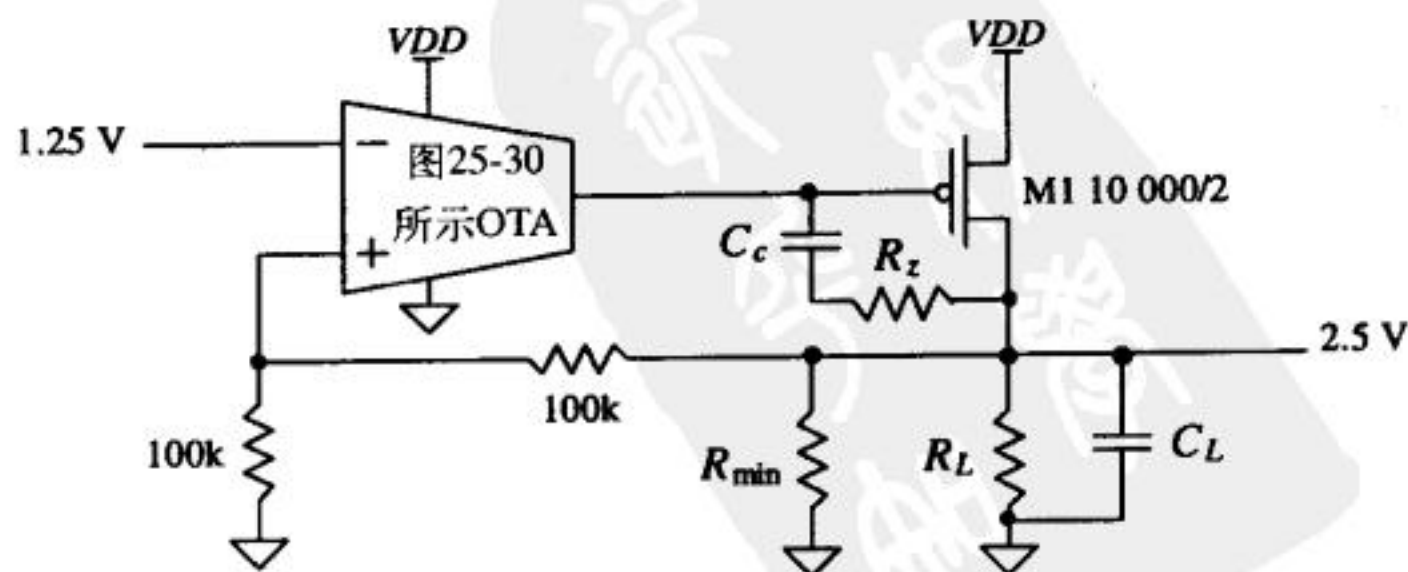 VDD
VDD
1.25 V
−
图25-30
所示OTA
+
M1 10 000/2
Cc
Rz
2.5 V
100k
100k
Rmin
RL
CL